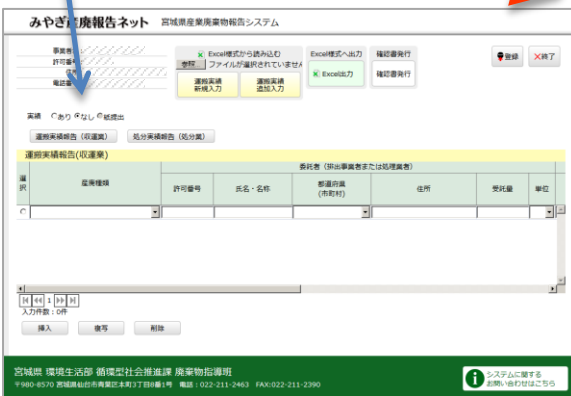 みやぎ産廃報告ネット 宮城県産業廃棄物報告システム
事業者
許可番号
住所
電話番
Excel様式から読み込む
参照... ファイルが選択されていません
運搬実績
新規入力
運搬実績
追加入力
Excel様式へ出力
Excel出力
確認書発行
確認書発行
登録
×終了
実績 あり なし 紙提出
運搬実績報告（収運業） 処分実績報告（処分業）
運搬実績報告(収運業)
委託者（排出事業者または処理業者）
選択
産廃種類
許可番号
氏名・名称
都道府県
(市町村)
住所
受託量
単位
1
入力件数：0件
挿入 複写 削除
宮城県 環境生活部 循環型社会推進課 廃棄物指導班
〒980-8570 宮城県仙台市青葉区本町3丁目8番1号 電話：022-211-2463 FAX:022-211-2390
システムに関する
お問い合わせはこちら